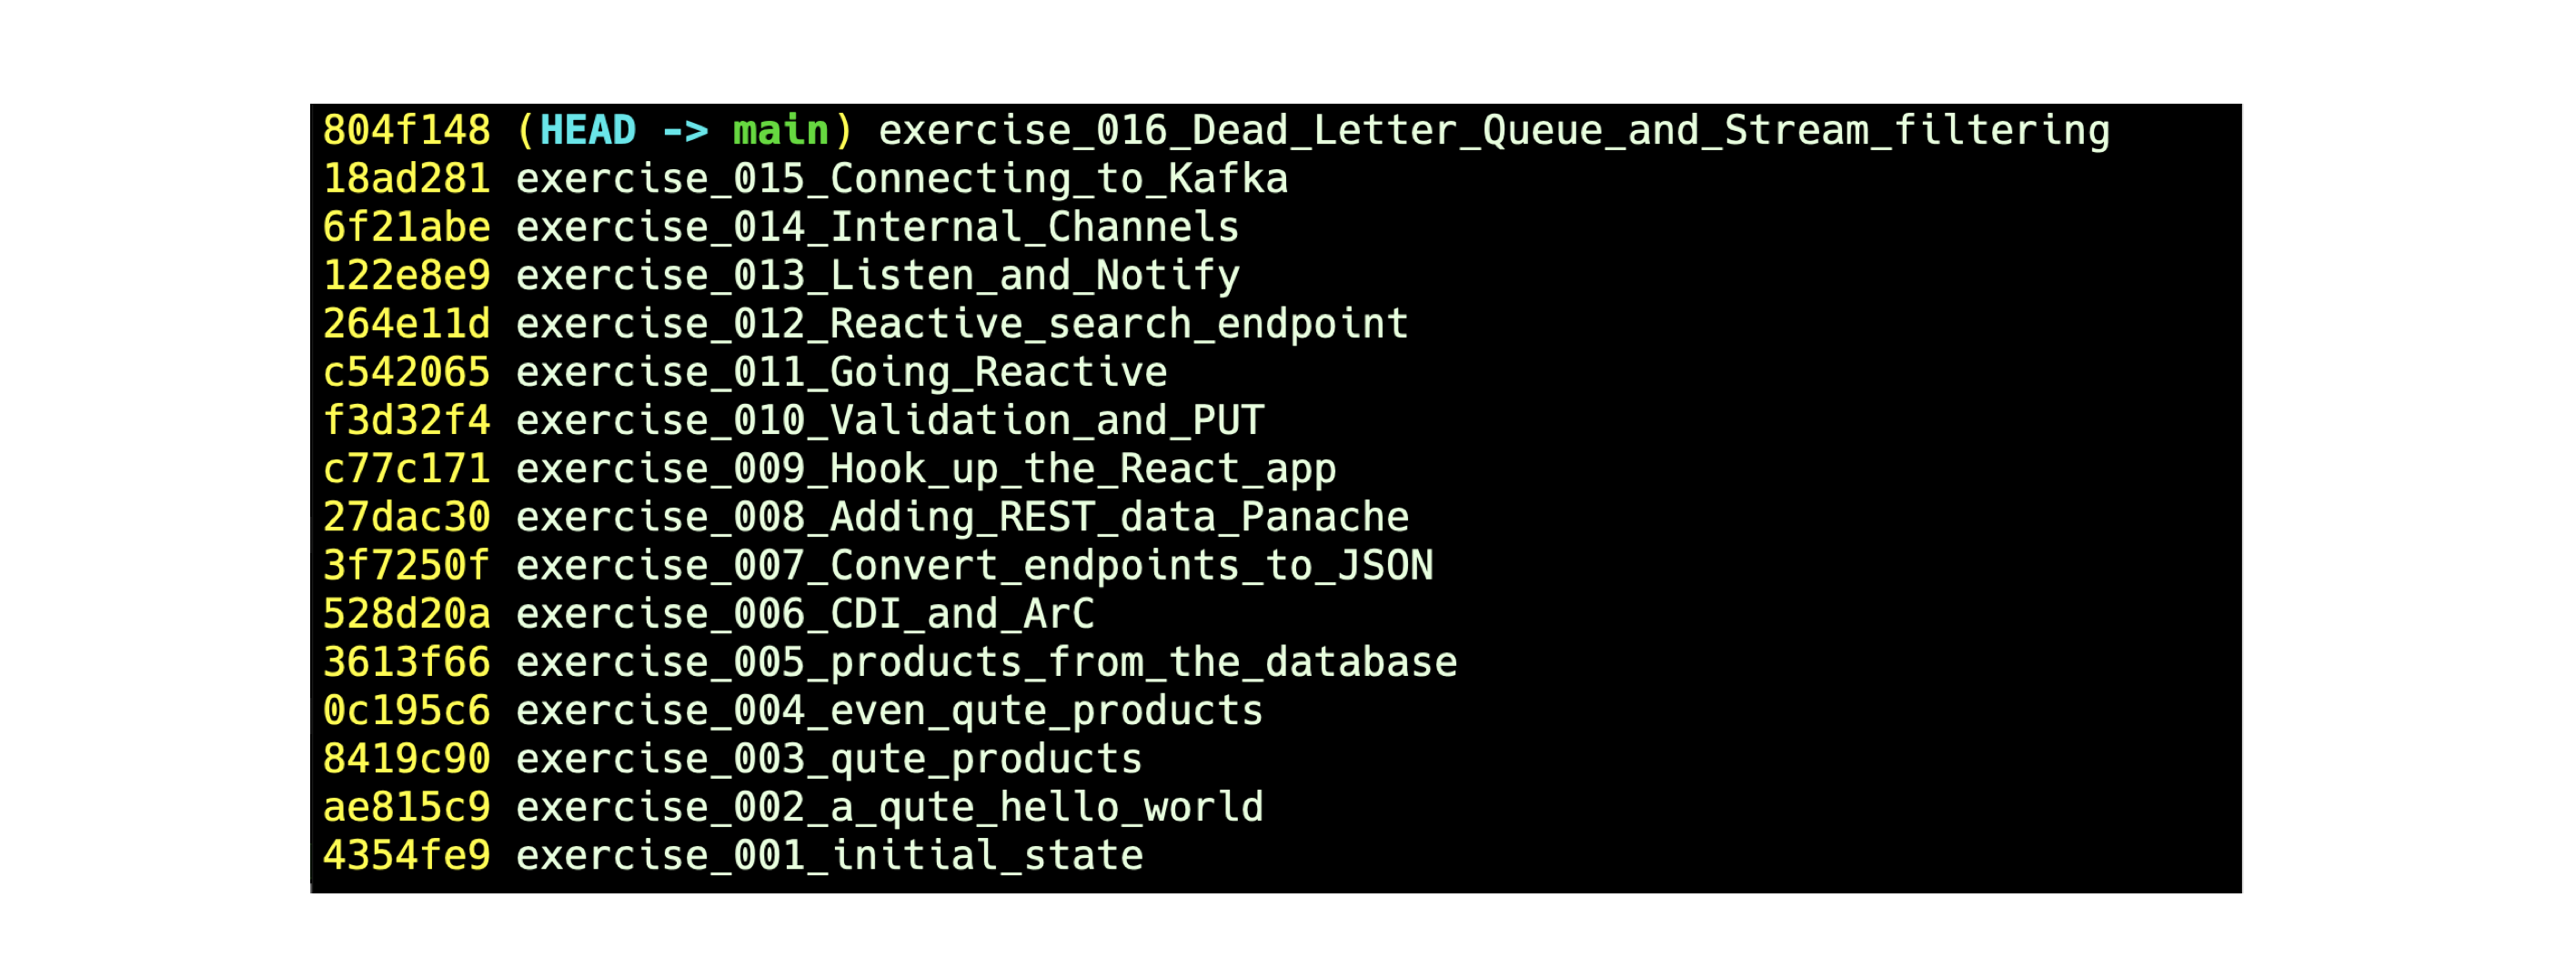 804f148 (HEAD -> main) exercise_016_Dead_Letter_Queue_and_Stream_filtering
18ad281 exercise_015_Connecting_to_Kafka
6f21abe exercise_014_Internal_Channels
122e8e9 exercise_013_Listen_and_Notify
264e11d exercise_012_Reactive_search_endpoint
c542065 exercise_011_Going_Reactive
f3d32f4 exercise_010_Validation_and_PUT
c77c171 exercise_009_Hook_up_the_React_app
27dac30 exercise_008_Adding_REST_data_Panache
3f7250f exercise_007_Convert_endpoints_to_JSON
528d20a exercise_006_CDI_and_ArC
3613f66 exercise_005_products_from_the_database
0c195c6 exercise_004_even_qute_products
8419c90 exercise_003_qute_products
ae815c9 exercise_002_a_qute_hello_world
4354fe9 exercise_001_initial_state